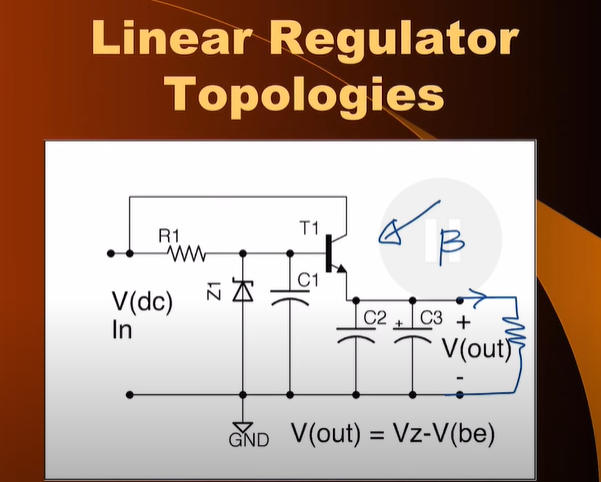 Linear Regulator
Topologies
R1
T1
β
Z1
C1
V(dc)
In
C2
+
C3
+
V(out)
-
GND
V(out) = Vz-V(be)